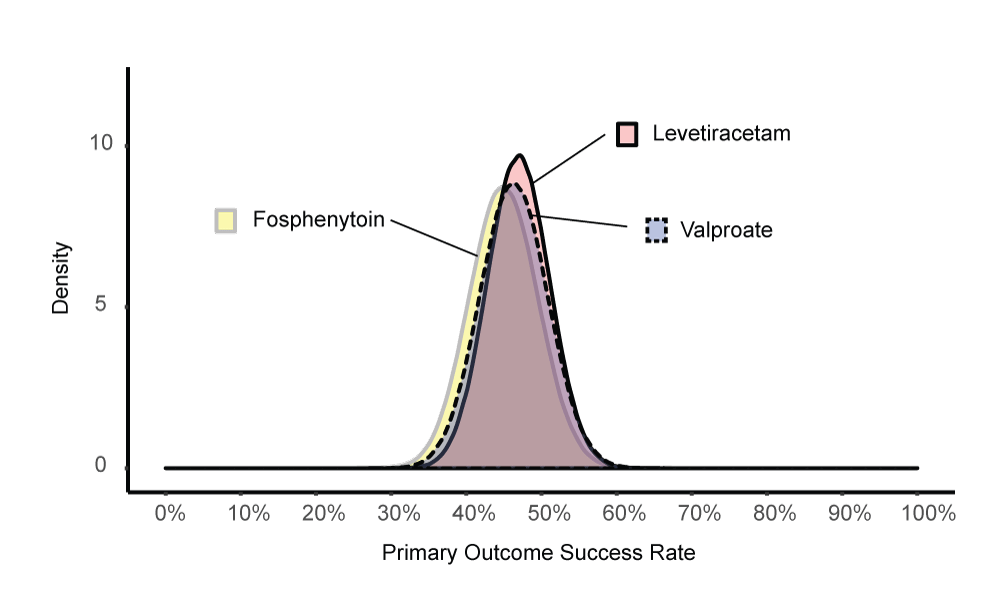 10
Levetiracetam
Fosphenytoin
Valproate
Density
5
0
0% 10% 20% 30% 40% 50% 60% 70% 80% 90% 100%
Primary Outcome Success Rate